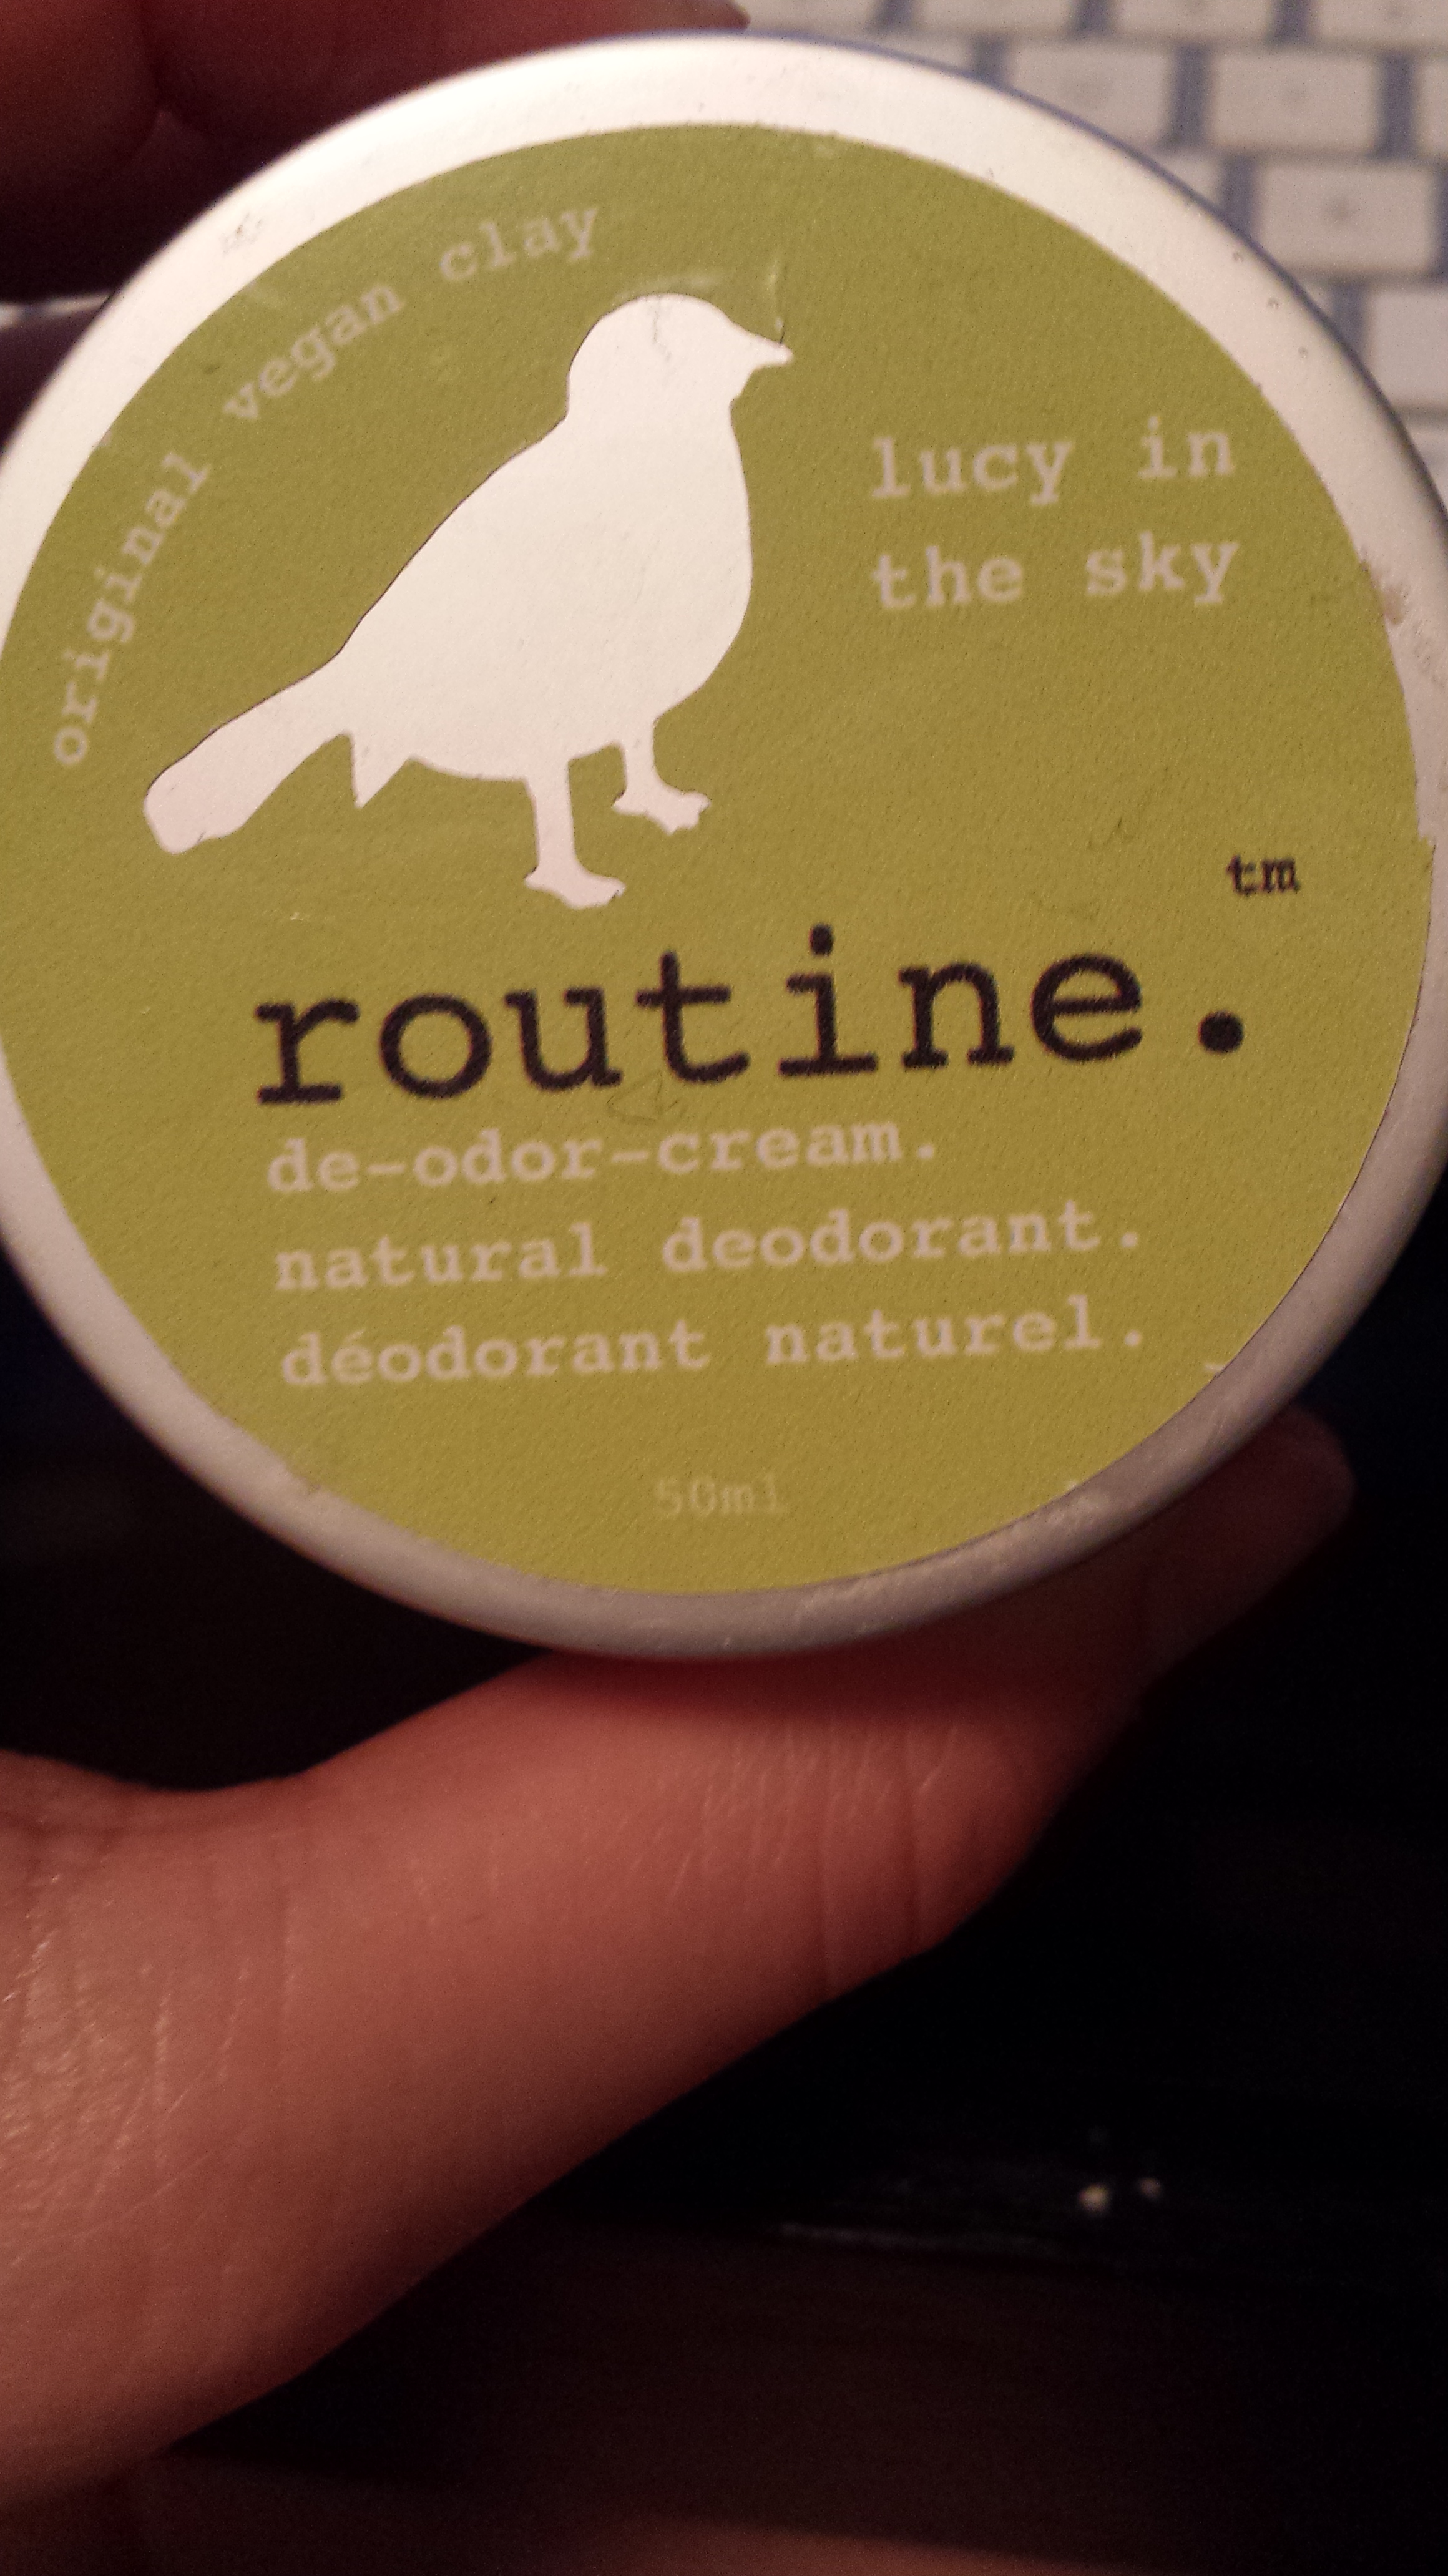 original vegan clay
lucy in
the sky
tm
routine.
de-odor-cream.
natural deodorant.
déodorant naturel.
50ml